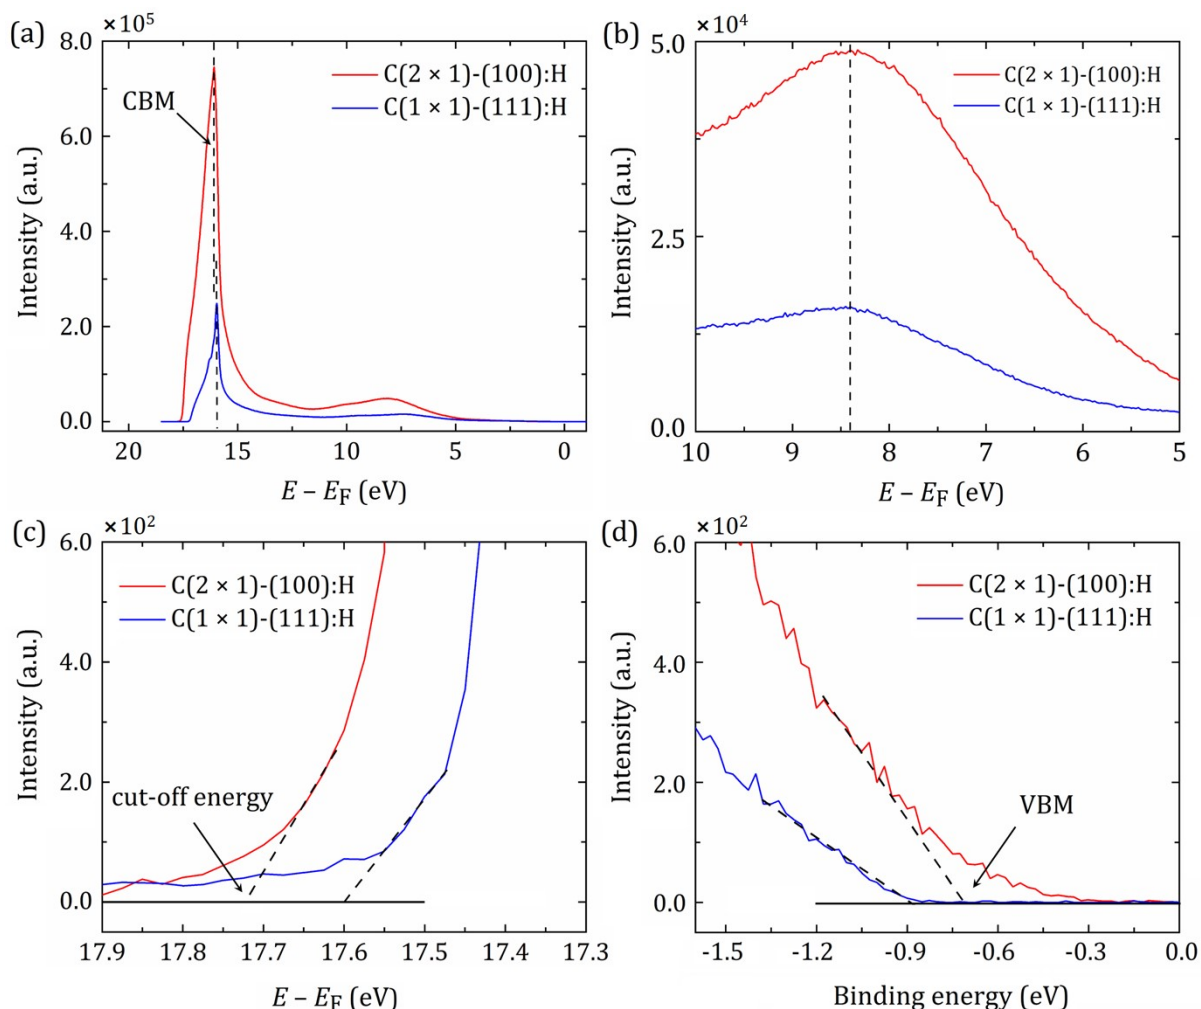 (a)
×10⁵
8.0
6.0
4.0
2.0
0.0
Intensity (a.u.)
CBM
C(2 × 1)-(100):H
C(1 × 1)-(111):H
20
15
10
5
0
E – E_F (eV)
(b)
×10⁴
5.0
2.5
0.0
Intensity (a.u.)
C(2 × 1)-(100):H
C(1 × 1)-(111):H
10
9
8
7
6
5
E – E_F (eV)
(c)
×10²
6.0
4.0
2.0
0.0
Intensity (a.u.)
C(2 × 1)-(100):H
C(1 × 1)-(111):H
cut-off energy
17.9
17.8
17.7
17.6
17.5
17.4
17.3
E – E_F (eV)
(d)
×10²
6.0
4.0
2.0
0.0
Intensity (a.u.)
C(2 × 1)-(100):H
C(1 × 1)-(111):H
VBM
-1.5
-1.2
-0.9
-0.6
-0.3
0.0
Binding energy (eV)